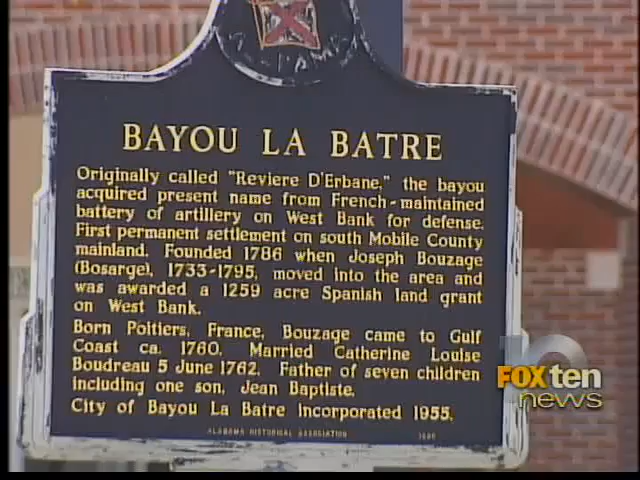 ALABAMA
BAYOU LA BATRE
Originally called "Reviere D'Erbane," the bayou
acquired present name from French-maintained
battery of artillery on West Bank for defense.
First permanent settlement on south Mobile County
mainland. Founded 1786 when Joseph Bouzage
(Bosarge), 1733-1795, moved into the area and
was awarded a 1259 acre Spanish land grant
on West Bank.
Born Poitiers, France, Bouzage came to Gulf
Coast ca. 1760. Married Catherine Louise
Boudreau 5 June 1762. Father of seven children
including one son, Jean Baptiste.
City of Bayou La Batre Incorporated 1955.
ALABAMA HISTORICAL ASSOCIATION
10
FOX ten
news